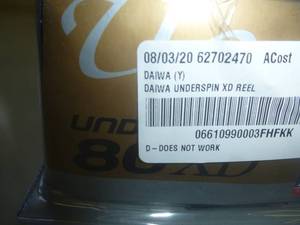 08/03/20 62702470 ACost
DAIWA (Y)
DAIWA UNDERSPIN XD REEL
06610990003FHFKK
D-DOES NOT WORK
UND
80XD